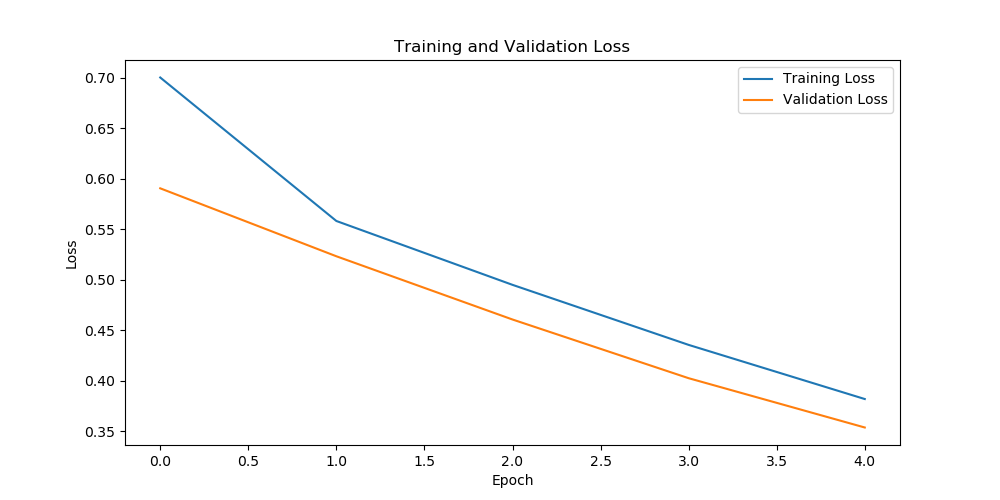 Training and Validation Loss
Training Loss
Validation Loss
0.70
0.65
0.60
0.55
0.50
0.45
0.40
0.35
Loss
0.0 0.5 1.0 1.5 2.0 2.5 3.0 3.5 4.0
Epoch